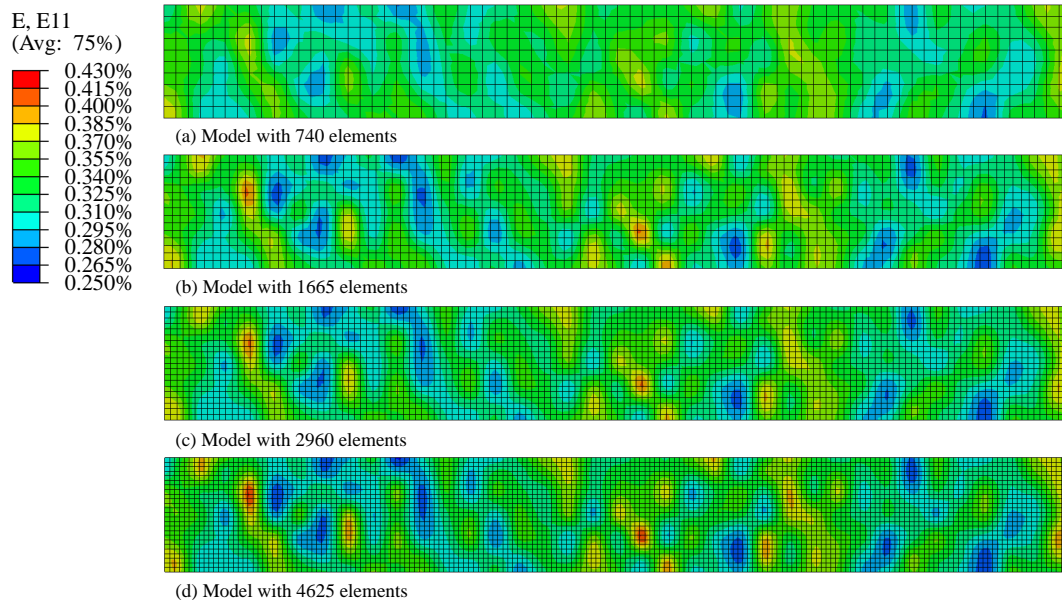 E, E11
(Avg: 75%)
0.430%
0.415%
0.400%
0.385%
0.370%
0.355%
0.340%
0.325%
0.310%
0.295%
0.280%
0.265%
0.250%
(a) Model with 740 elements
(b) Model with 1665 elements
(c) Model with 2960 elements
(d) Model with 4625 elements